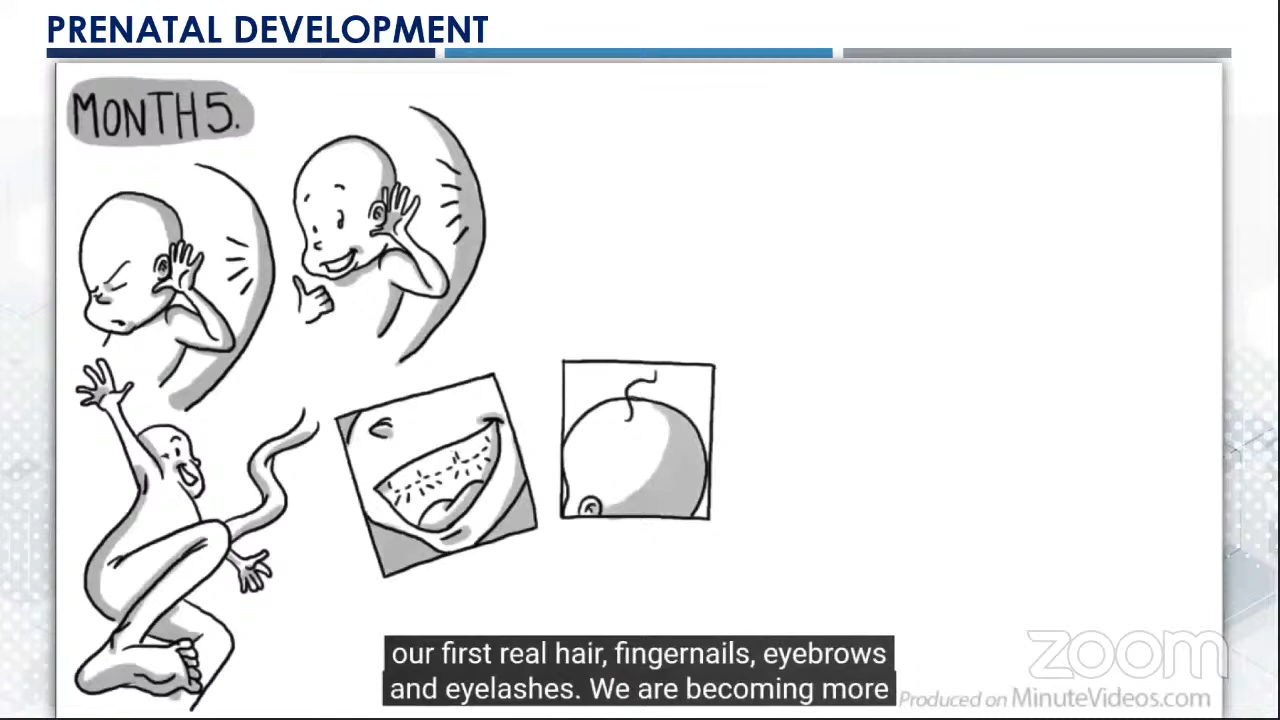 PRENATAL DEVELOPMENT
MONTH 5.
our first real hair, fingernails, eyebrows
and eyelashes. We are becoming more
zoom
Produced on MinuteVideos.com